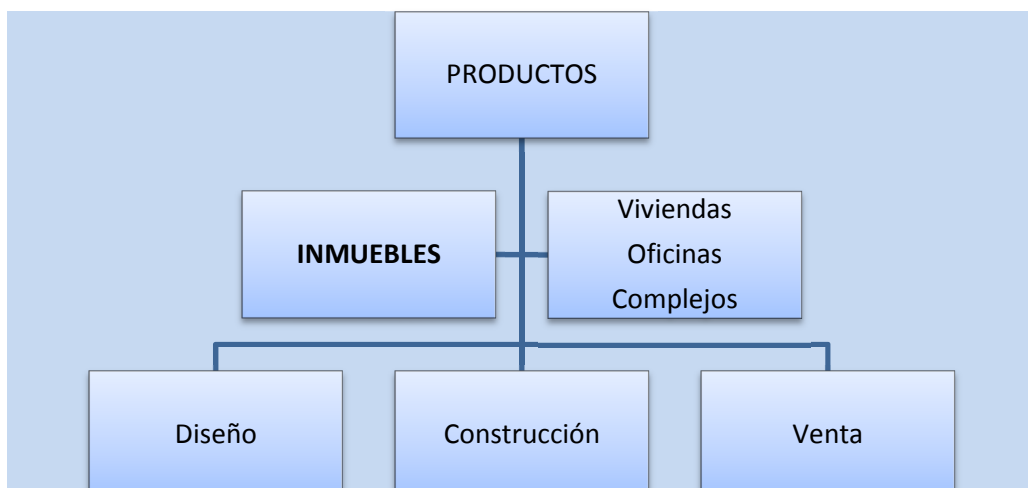 PRODUCTOS
INMUEBLES
Viviendas
Oficinas
Complejos
Diseño
Construcción
Venta